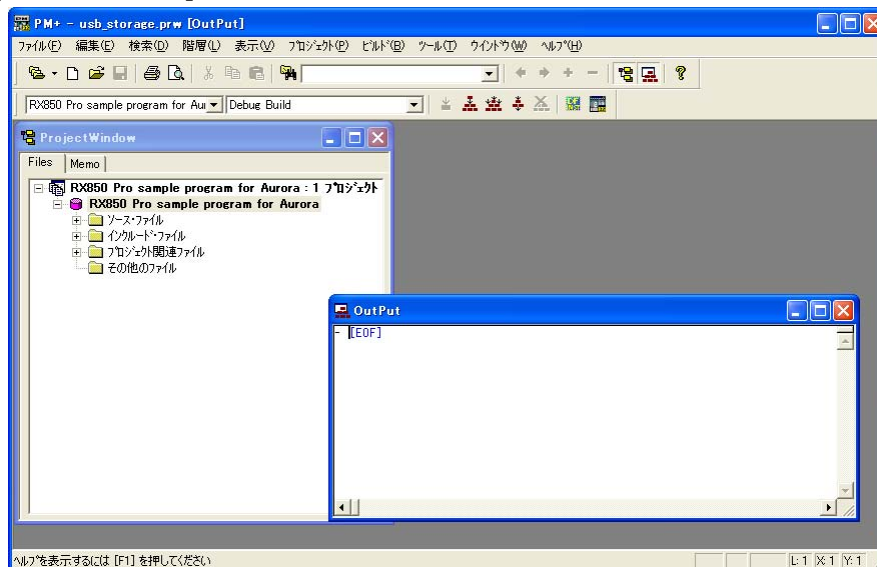 PM+ - usb_storage.prw [OutPut]
ﾌｧｲﾙ(F) 編集(E) 検索(D) 階層(L) 表示(V) ﾌﾟﾛｼﾞｪｸﾄ(P) ﾋﾞﾙﾄﾞ(B) ﾂｰﾙ(T) ｳｲﾝﾄﾞｳ(W) ﾍﾙﾌﾟ(H)
RX850 Pro sample program for Au Debug Build
ProjectWindow
Files Memo
RX850 Pro sample program for Aurora : 1 ﾌﾟﾛｼﾞｪｸﾄ
RX850 Pro sample program for Aurora
ｿｰｽ･ﾌｧｲﾙ
ｲﾝｸﾙｰﾄﾞ･ﾌｧｲﾙ
ﾌﾟﾛｼﾞｪｸﾄ関連ﾌｧｲﾙ
その他のﾌｧｲﾙ
OutPut
- [EOF]
ﾍﾙﾌﾟを表示するには [F1] を押してください L: 1 X: 1 Y: 1